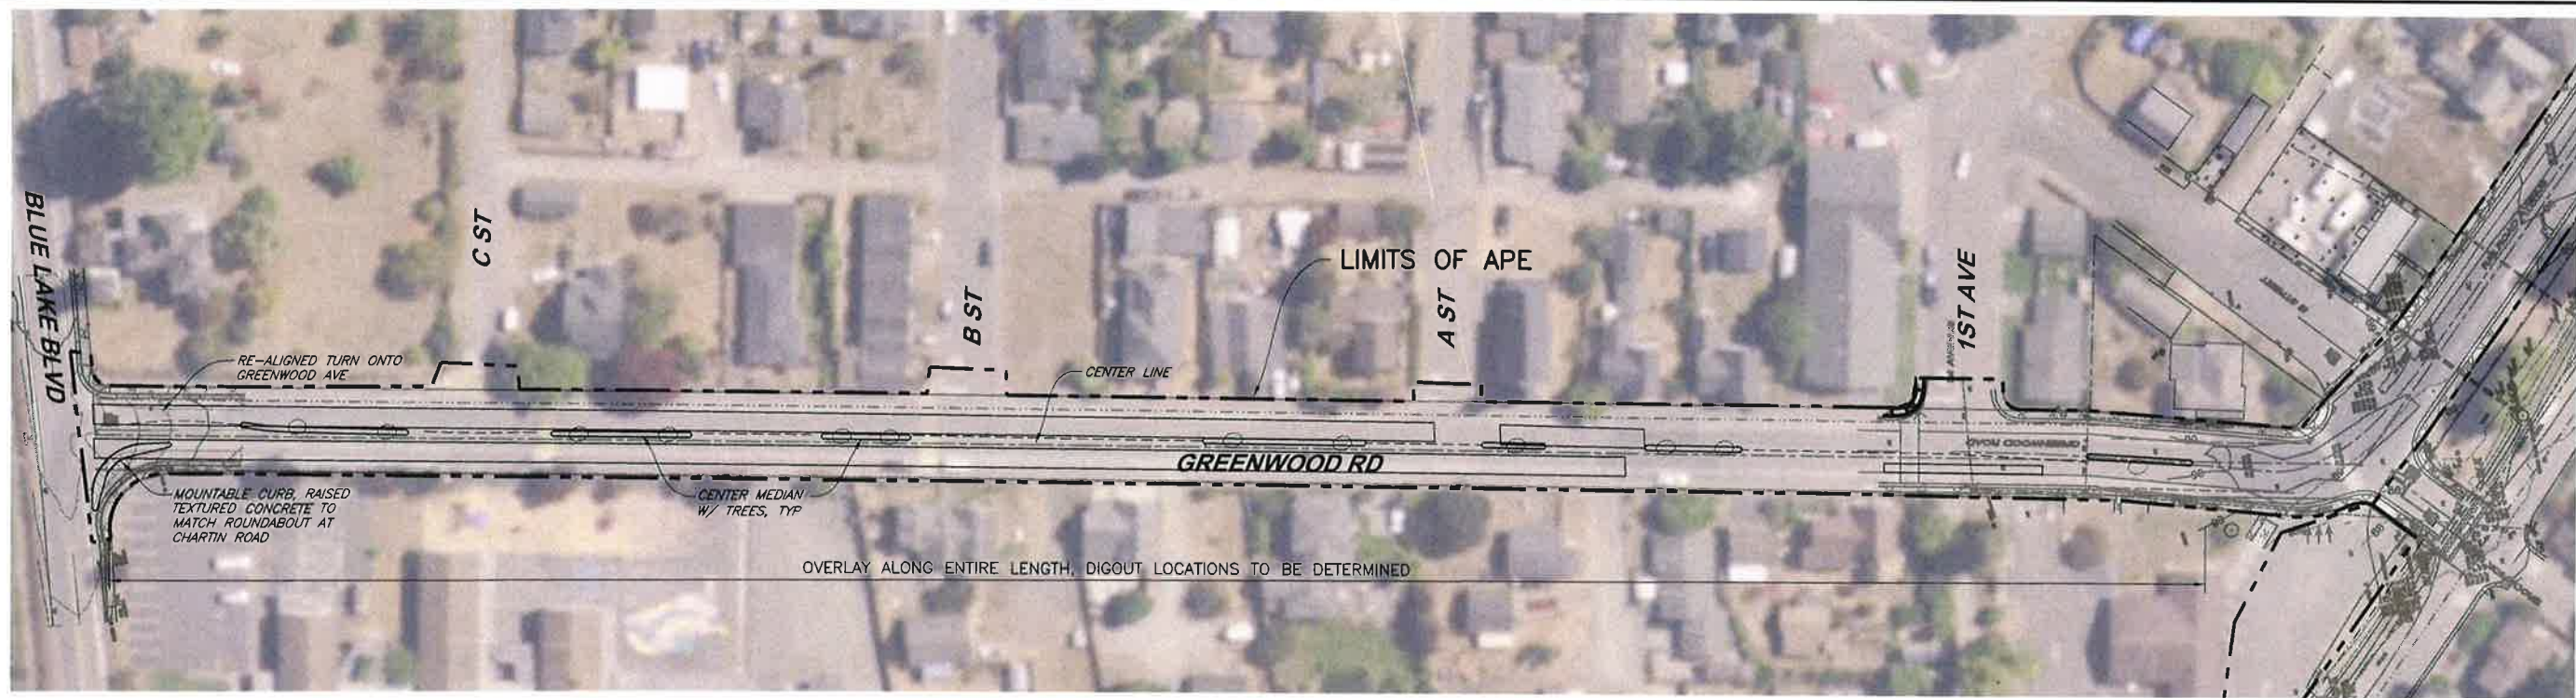 BLUE LAKE BLVD
C ST
B ST
LIMITS OF APE
A ST
1ST AVE
RE-ALIGNED TURN ONTO
GREENWOOD AVE
CENTER LINE
GREENWOOD ROAD
GREENWOOD RD
MOUNTABLE CURB, RAISED
TEXTURED CONCRETE TO
MATCH ROUNDABOUT AT
CHARTIN ROAD
CENTER MEDIAN
W/ TREES, TYP
OVERLAY ALONG ENTIRE LENGTH, DIGOUT LOCATIONS TO BE DETERMINED